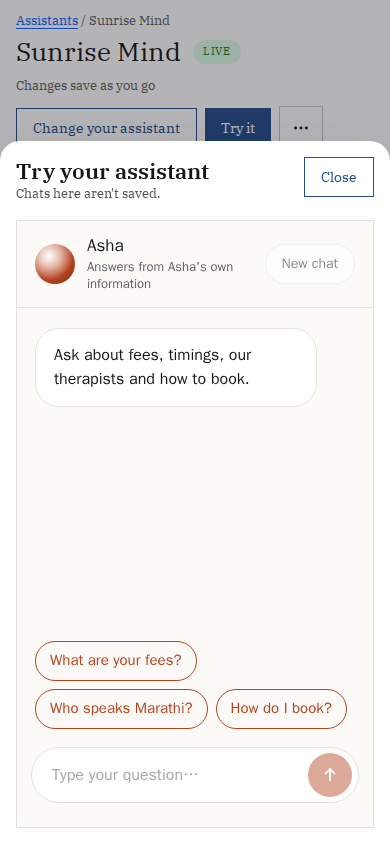 Assistants / Sunrise Mind
Sunrise Mind LIVE
Changes save as you go
Change your assistant Try it ...
Try your assistant
Chats here aren't saved.
Close
Asha
Answers from Asha's own
information
New chat
Ask about fees, timings, our
therapists and how to book.
What are your fees?
Who speaks Marathi? How do I book?
Type your question···